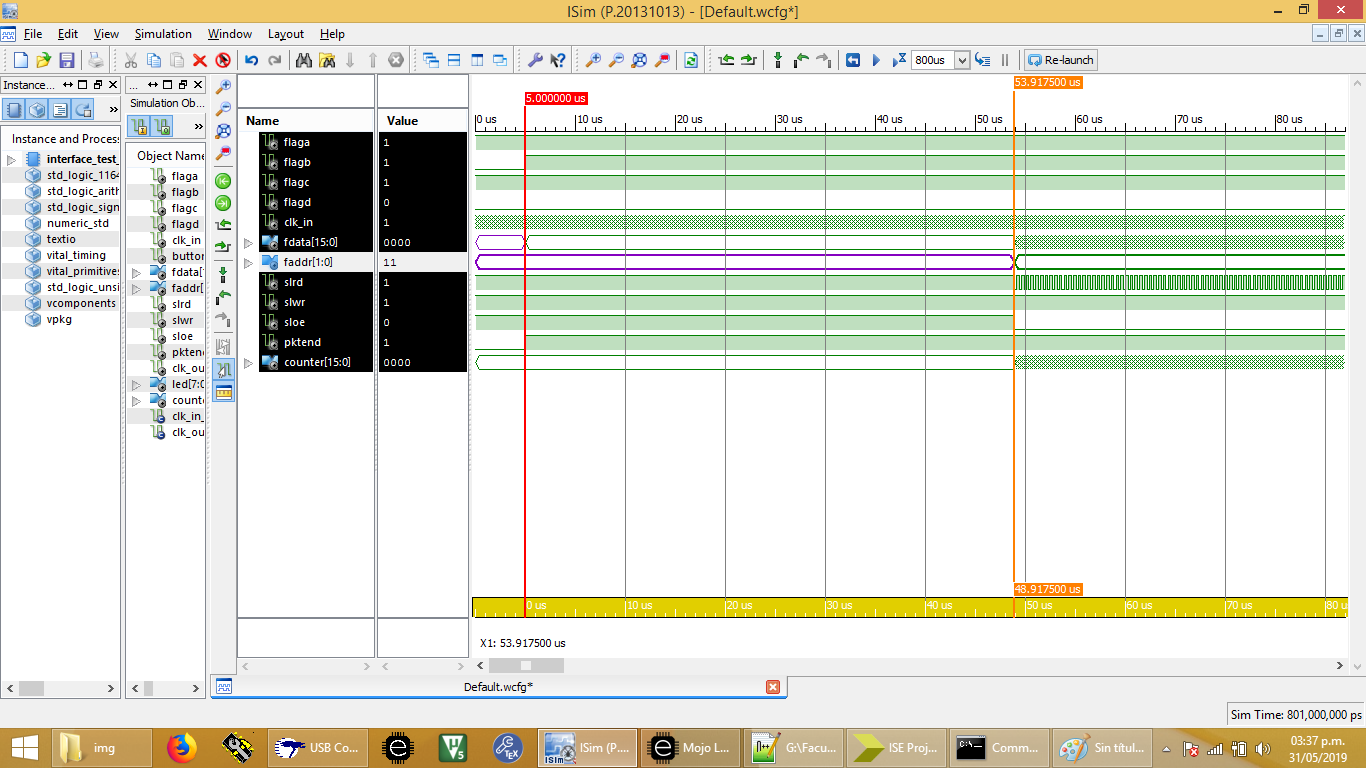 ISim (P.20131013) - [Default.wcfg*]
File Edit View Simulation Window Layout Help
800us Re-launch
Instance...
Instance and Proces
interface_test_
std_logic_1164
std_logic_arith
std_logic_sign
numeric_std
textio
vital_timing
vital_primitives
std_logic_unsi
vcomponents
vpkg
...
Simulation Ob...
Object Name
flaga
flagb
flagc
flagd
clk_in
button
fdata[1
faddr[
slrd
slwr
sloe
pktend
clk_ou
led[7:0
counte
clk_in_
clk_ou
Name Value
flaga 1
flagb 1
flagc 1
flagd 0
clk_in 1
fdata[15:0] 0000
faddr[1:0] 11
slrd 1
slwr 1
sloe 0
pktend 1
counter[15:0] 0000
53.917500 us
5.000000 us
0 us 10 us 20 us 30 us 40 us 50 us 60 us 70 us 80 us
48.917500 us
0 us 10 us 20 us 30 us 40 us 50 us 60 us 70 us 80 us
X1: 53.917500 us
Default.wcfg*
Sim Time: 801,000,000 ps
img
USB Co...
ISim (P....
Mojo L...
G:\Facu...
ISE Proj...
Comm...
Sin títul...
03:37 p.m.
31/05/2019